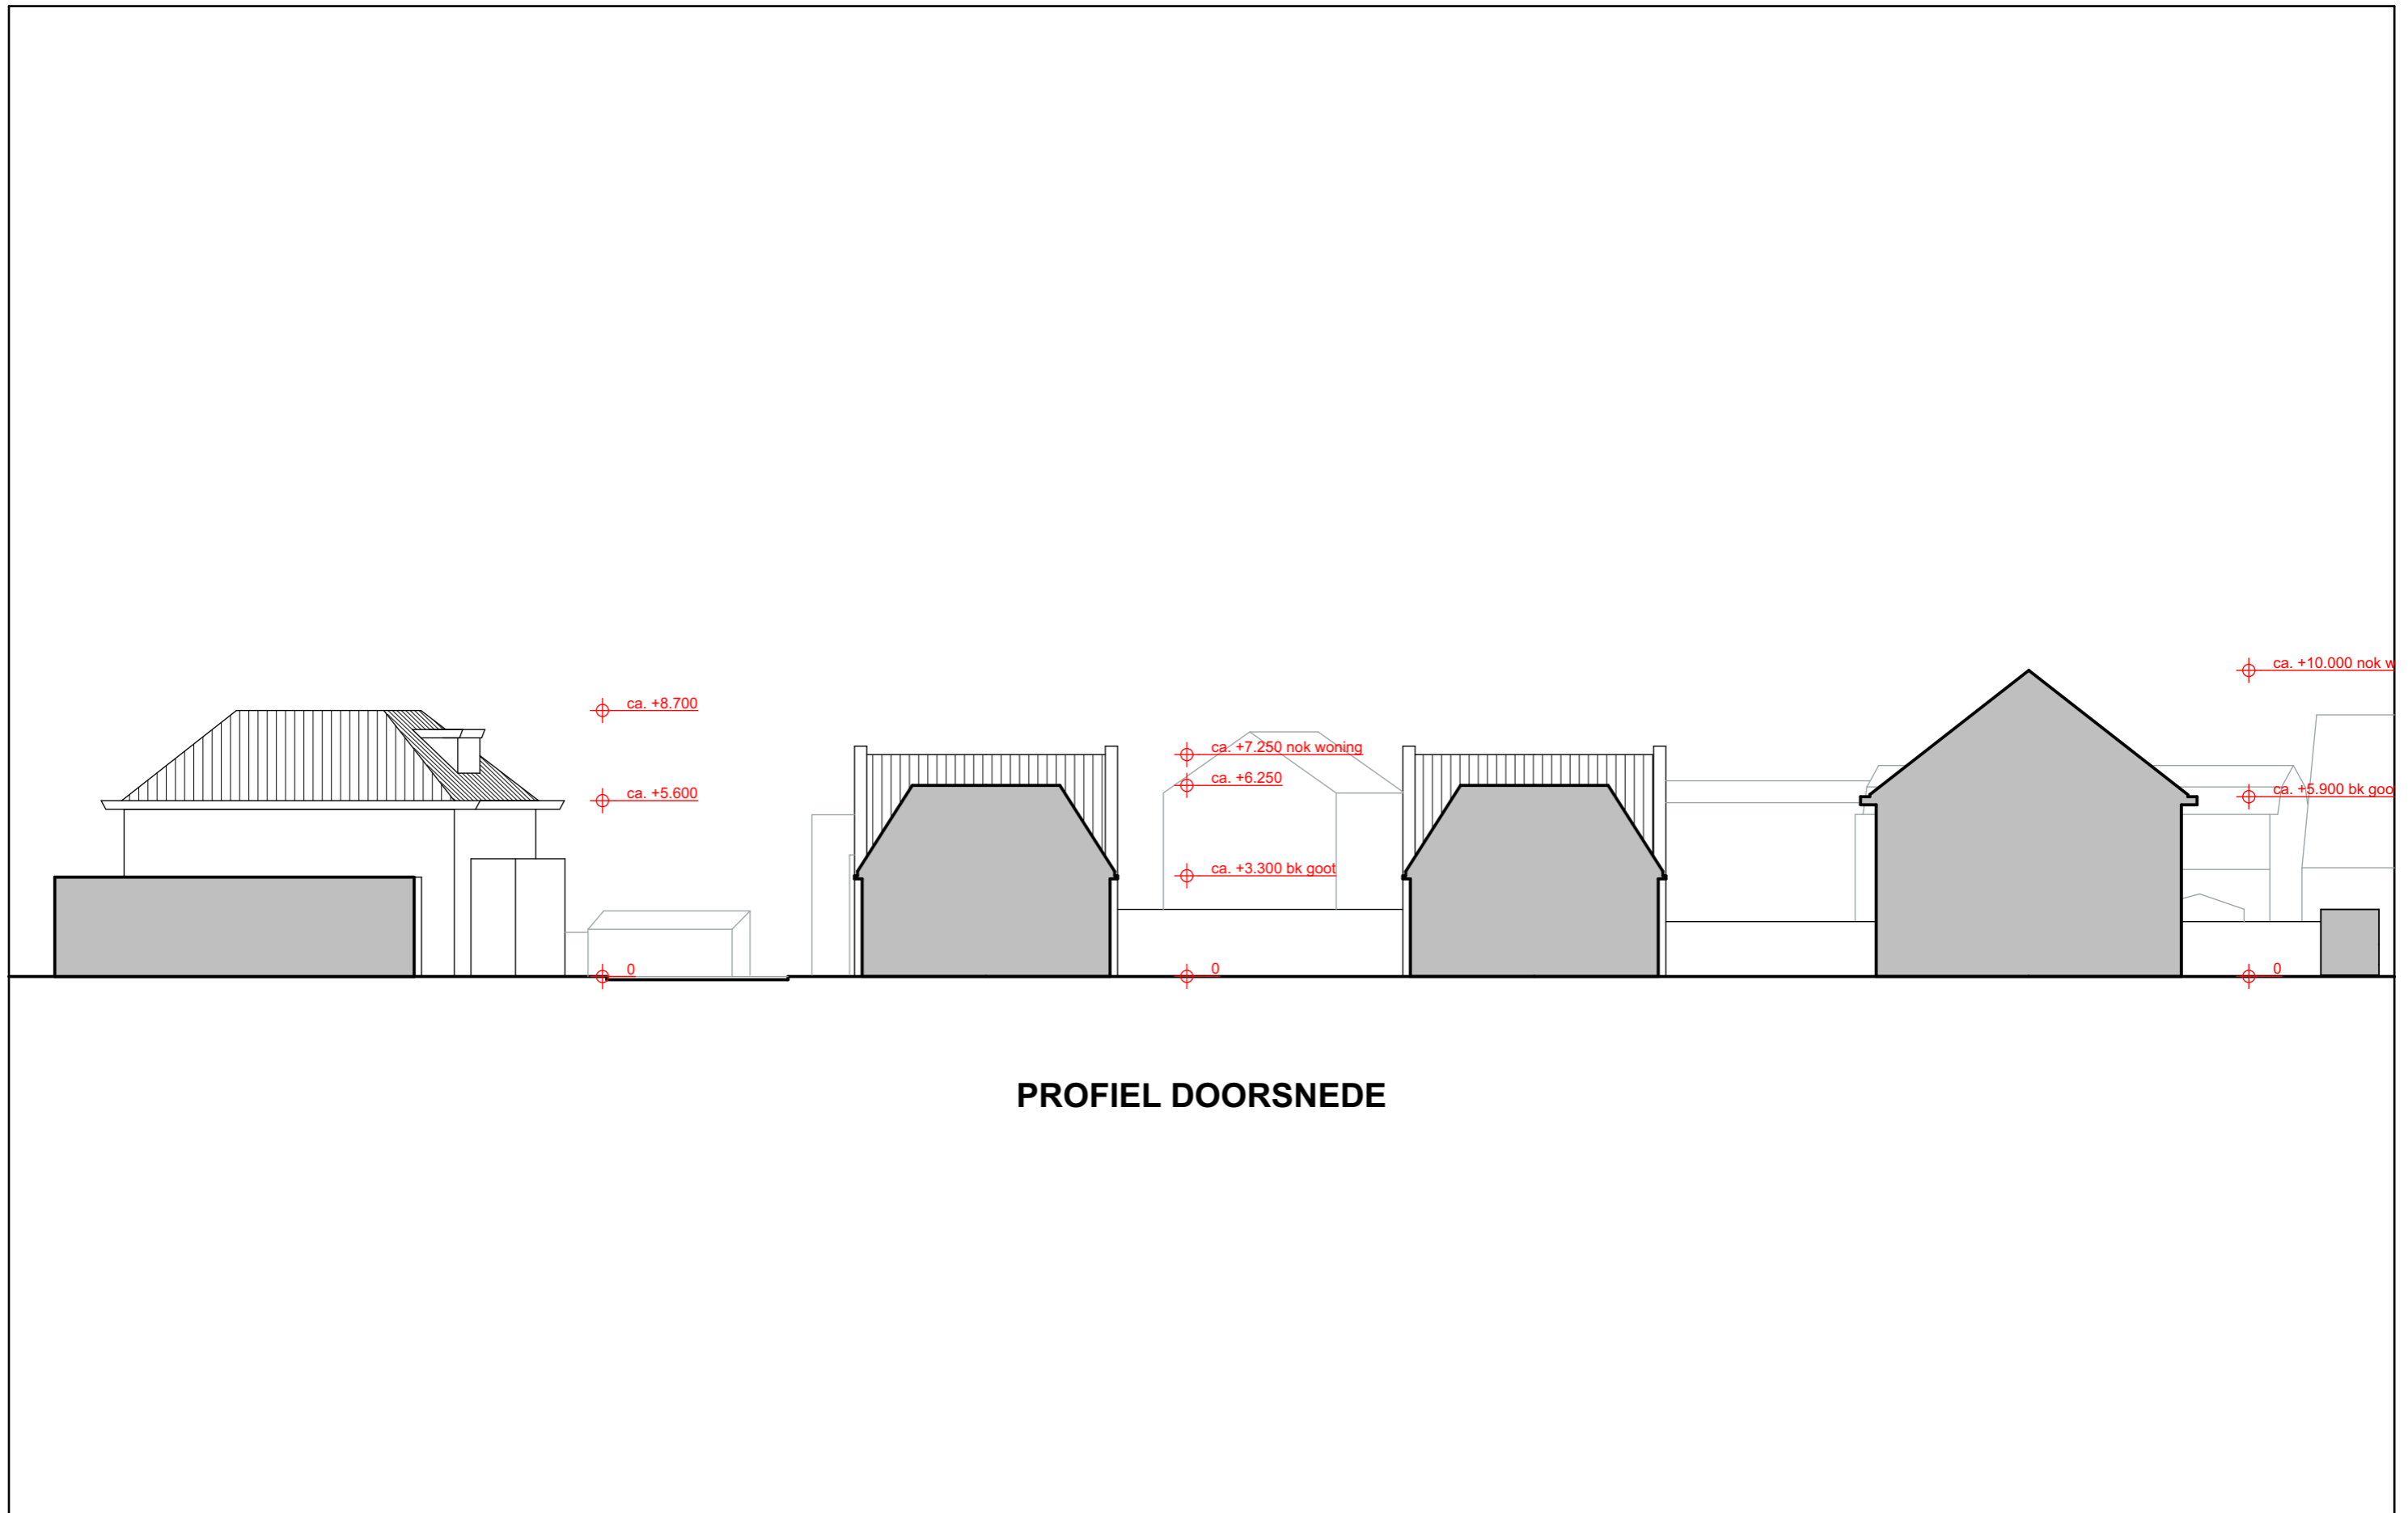 ca. +10.000 nok w
ca. +8.700
ca. +7.250 nok woning
ca. +6.250
ca. +5.600
ca. +5.900 bk goo
ca. +3.300 bk goot
0
0
0
PROFIEL DOORSNEDE